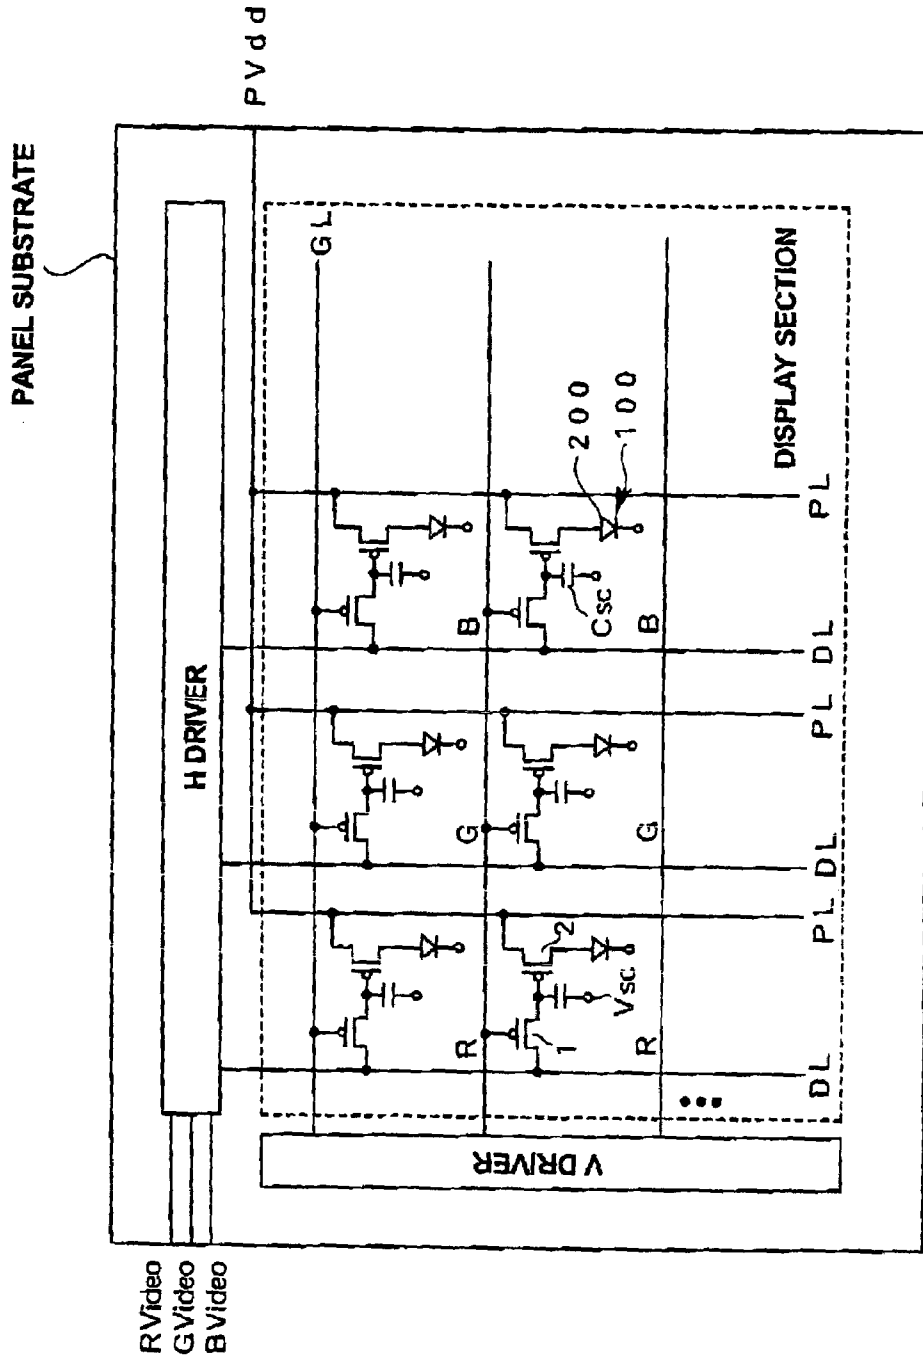 PANEL SUBSTRATE
RVideo
GVideo
BVideo
H DRIVER
PVdd
GL
V DRIVER
R
G
B
1
2
Vsc
Csc
200
100
R
G
B
...
DL
PL
DL
PL
DL
PL
DISPLAY SECTION